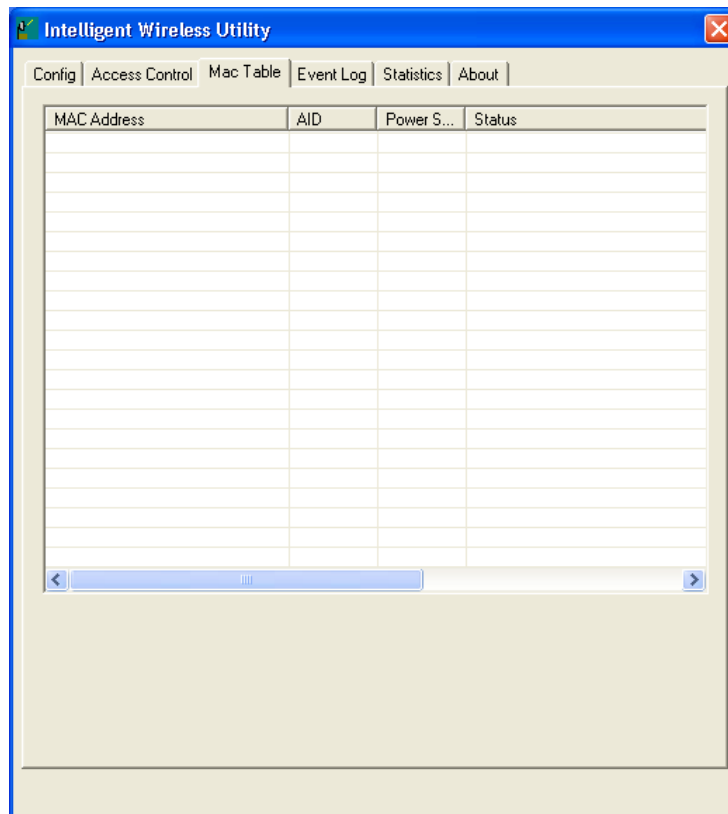 Intelligent Wireless Utility
Config Access Control Mac Table Event Log Statistics About
MAC Address AID Power S... Status